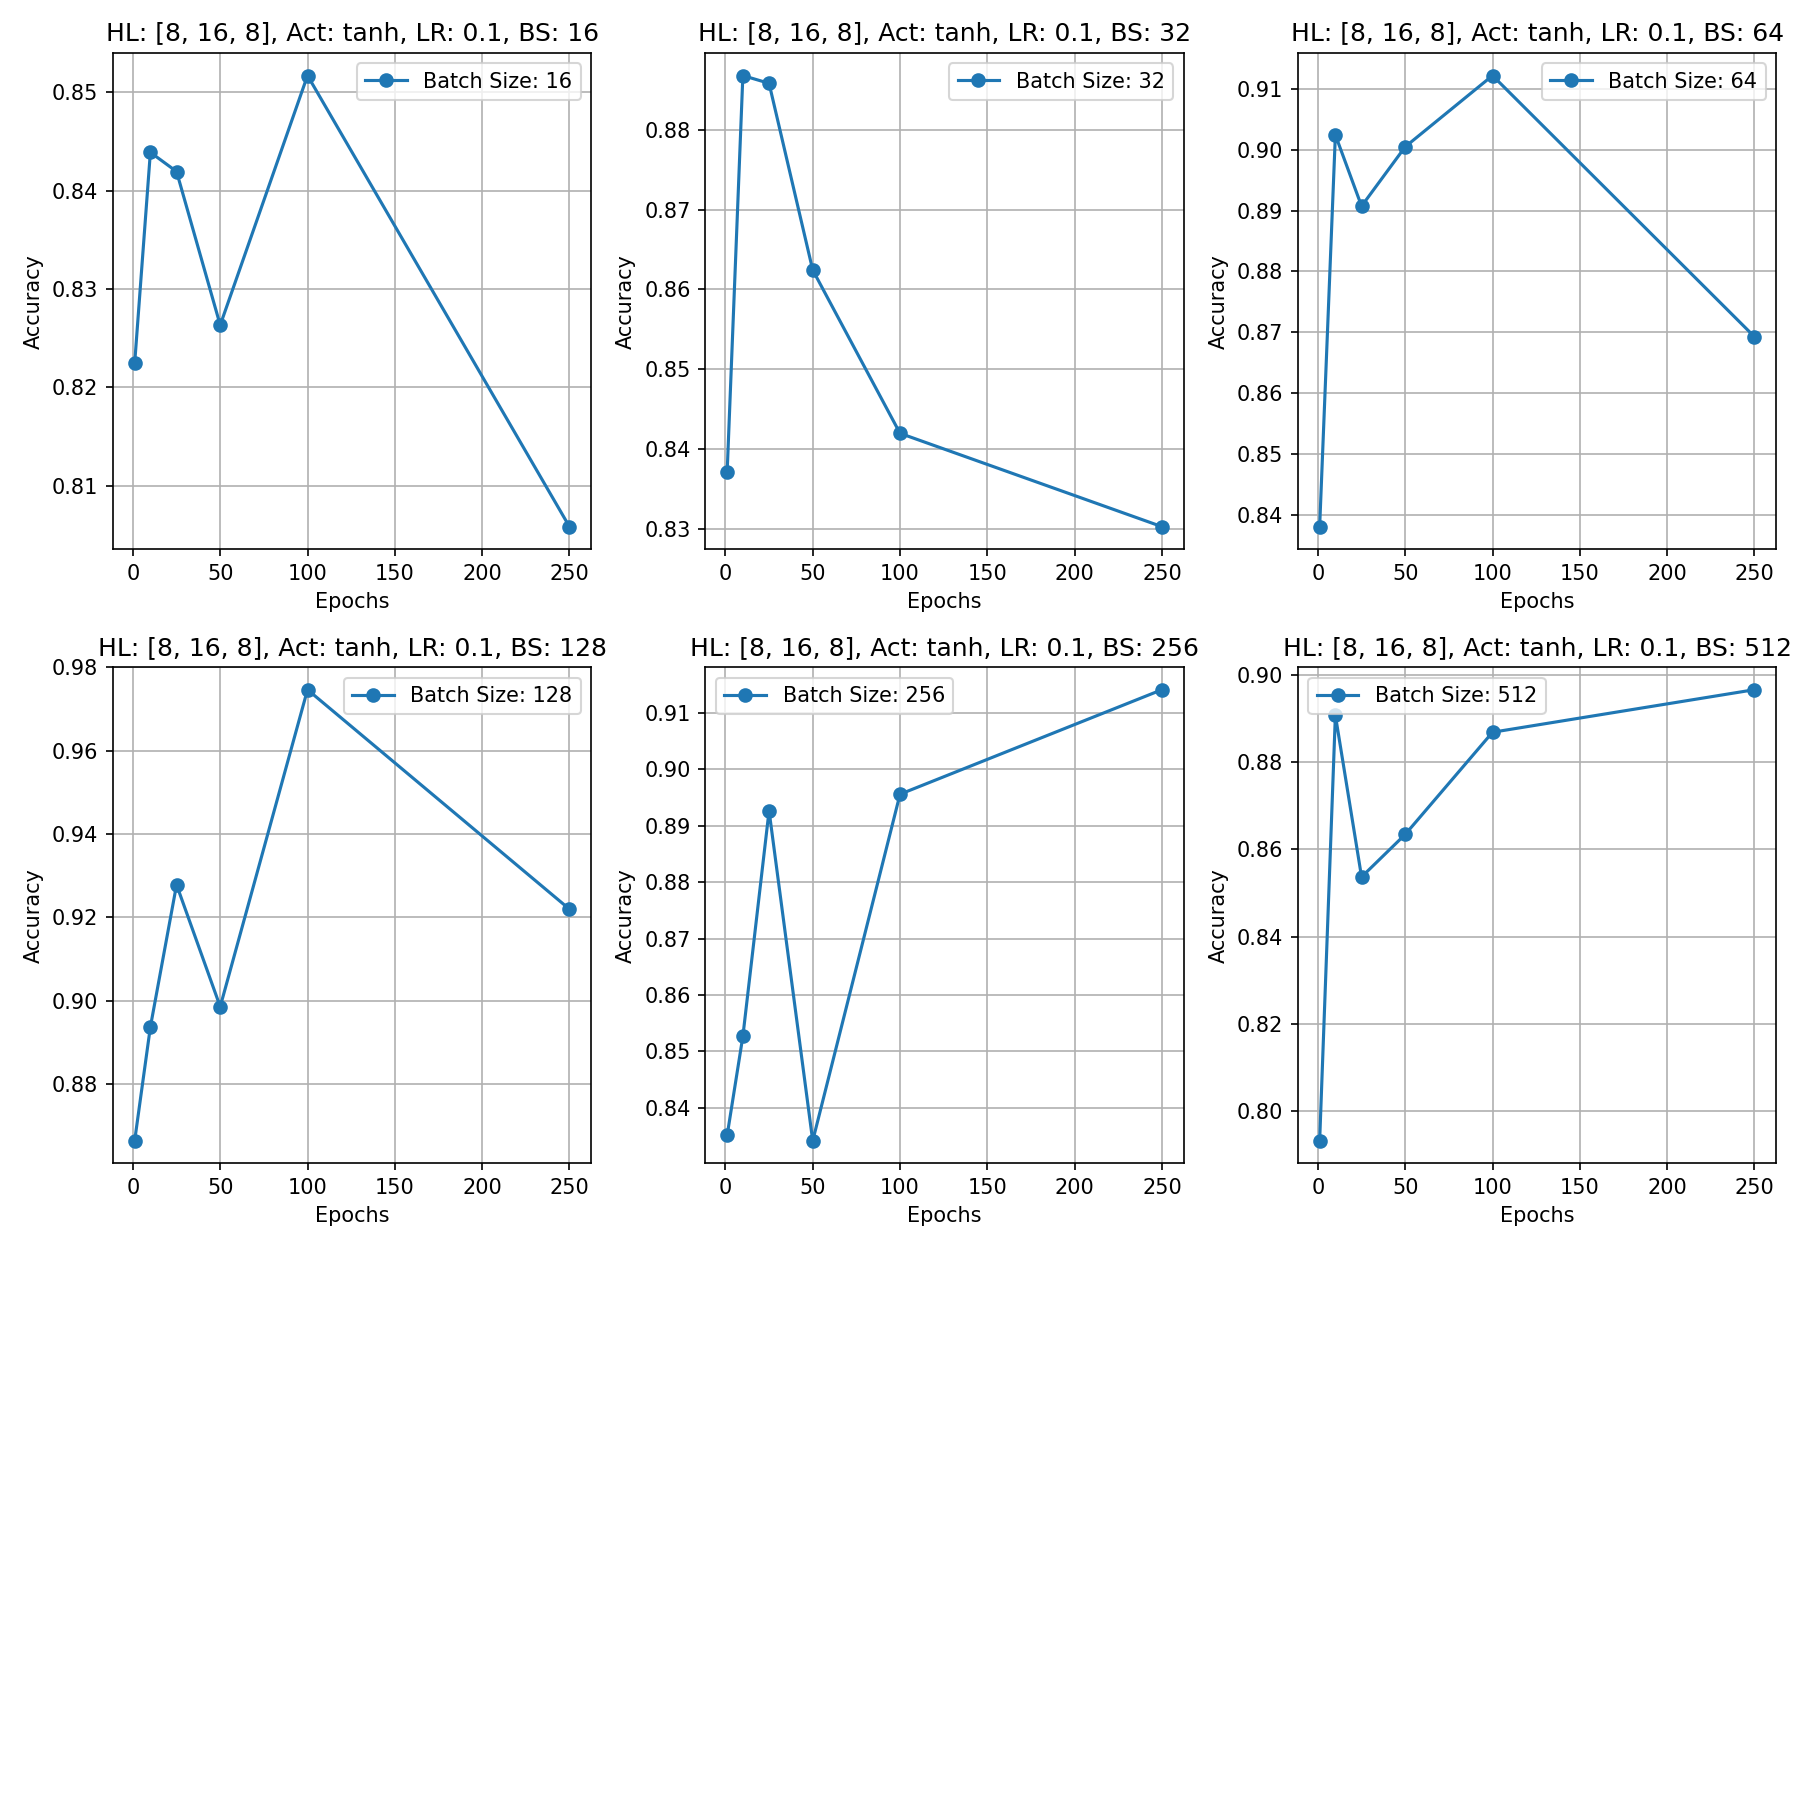 HL: [8, 16, 8], Act: tanh, LR: 0.1, BS: 16
Batch Size: 16
Accuracy
0.85
0.84
0.83
0.82
0.81
0 50 100 150 200 250
Epochs
HL: [8, 16, 8], Act: tanh, LR: 0.1, BS: 32
Batch Size: 32
Accuracy
0.88
0.87
0.86
0.85
0.84
0.83
0 50 100 150 200 250
Epochs
HL: [8, 16, 8], Act: tanh, LR: 0.1, BS: 64
Batch Size: 64
Accuracy
0.91
0.90
0.89
0.88
0.87
0.86
0.85
0.84
0 50 100 150 200 250
Epochs
HL: [8, 16, 8], Act: tanh, LR: 0.1, BS: 128
Batch Size: 128
Accuracy
0.98
0.96
0.94
0.92
0.90
0.88
0 50 100 150 200 250
Epochs
HL: [8, 16, 8], Act: tanh, LR: 0.1, BS: 256
Batch Size: 256
Accuracy
0.91
0.90
0.89
0.88
0.87
0.86
0.85
0.84
0 50 100 150 200 250
Epochs
HL: [8, 16, 8], Act: tanh, LR: 0.1, BS: 512
Batch Size: 512
Accuracy
0.90
0.88
0.86
0.84
0.82
0.80
0 50 100 150 200 250
Epochs